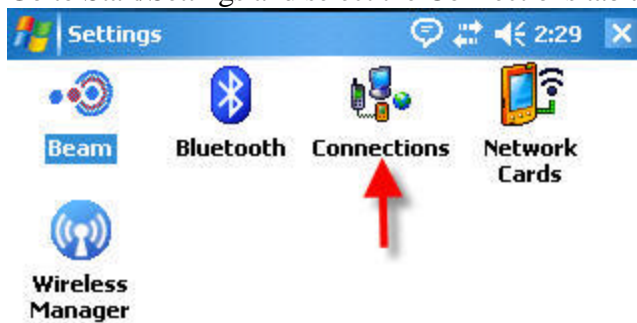 Settings 2:29
Beam Bluetooth Connections Network Cards
Wireless Manager